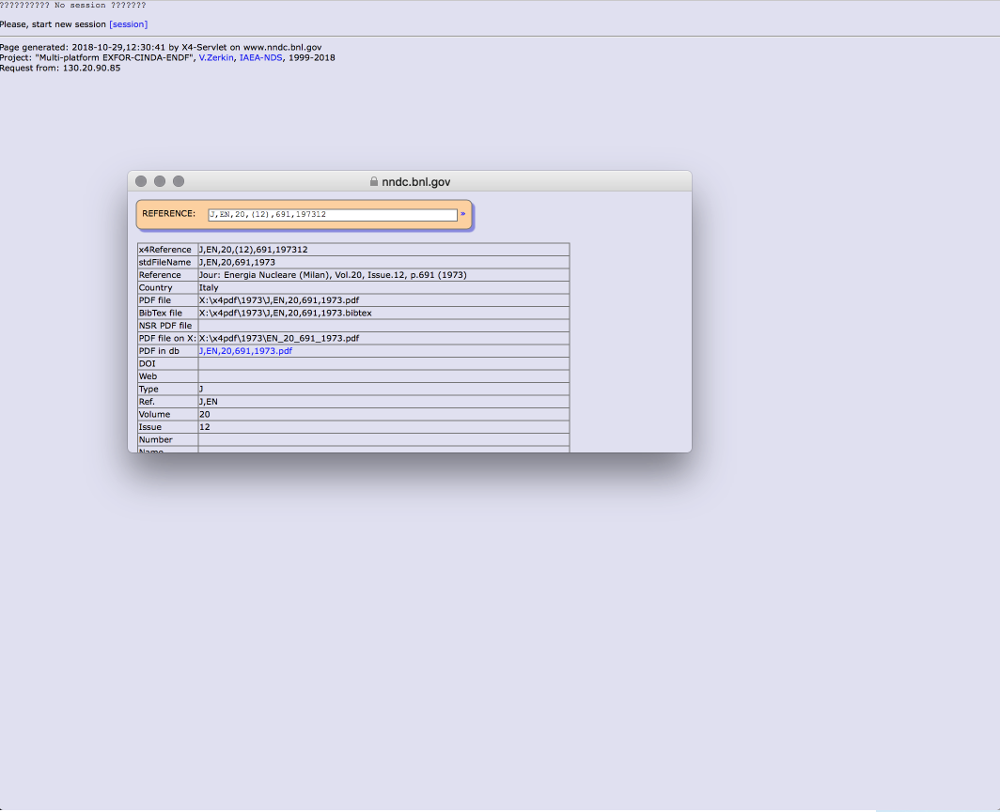 ?????????? No session ???????
Please, start new session [session]
Page generated: 2018-10-29,12:30:41 by X4-Servlet on www.nndc.bnl.gov
Project: "Multi-platform EXFOR-CINDA-ENDF", V.Zerkin, IAEA-NDS, 1999-2018
Request from: 130.20.90.85
nndc.bnl.gov
REFERENCE: J,EN,20,(12),691,197312 »
x4Reference J,EN,20,(12),691,197312
stdFileName J,EN,20,691,1973
Reference Jour: Energia Nucleare (Milan), Vol.20, Issue.12, p.691 (1973)
Country Italy
PDF file X:\x4pdf\1973\J,EN,20,691,1973.pdf
BibTex file X:\x4pdf\1973\J,EN,20,691,1973.bibtex
NSR PDF file
PDF file on X: X:\x4pdf\1973\EN_20_691_1973.pdf
PDF in db J,EN,20,691,1973.pdf
DOI
Web
Type J
Ref. J,EN
Volume 20
Issue 12
Number
Name